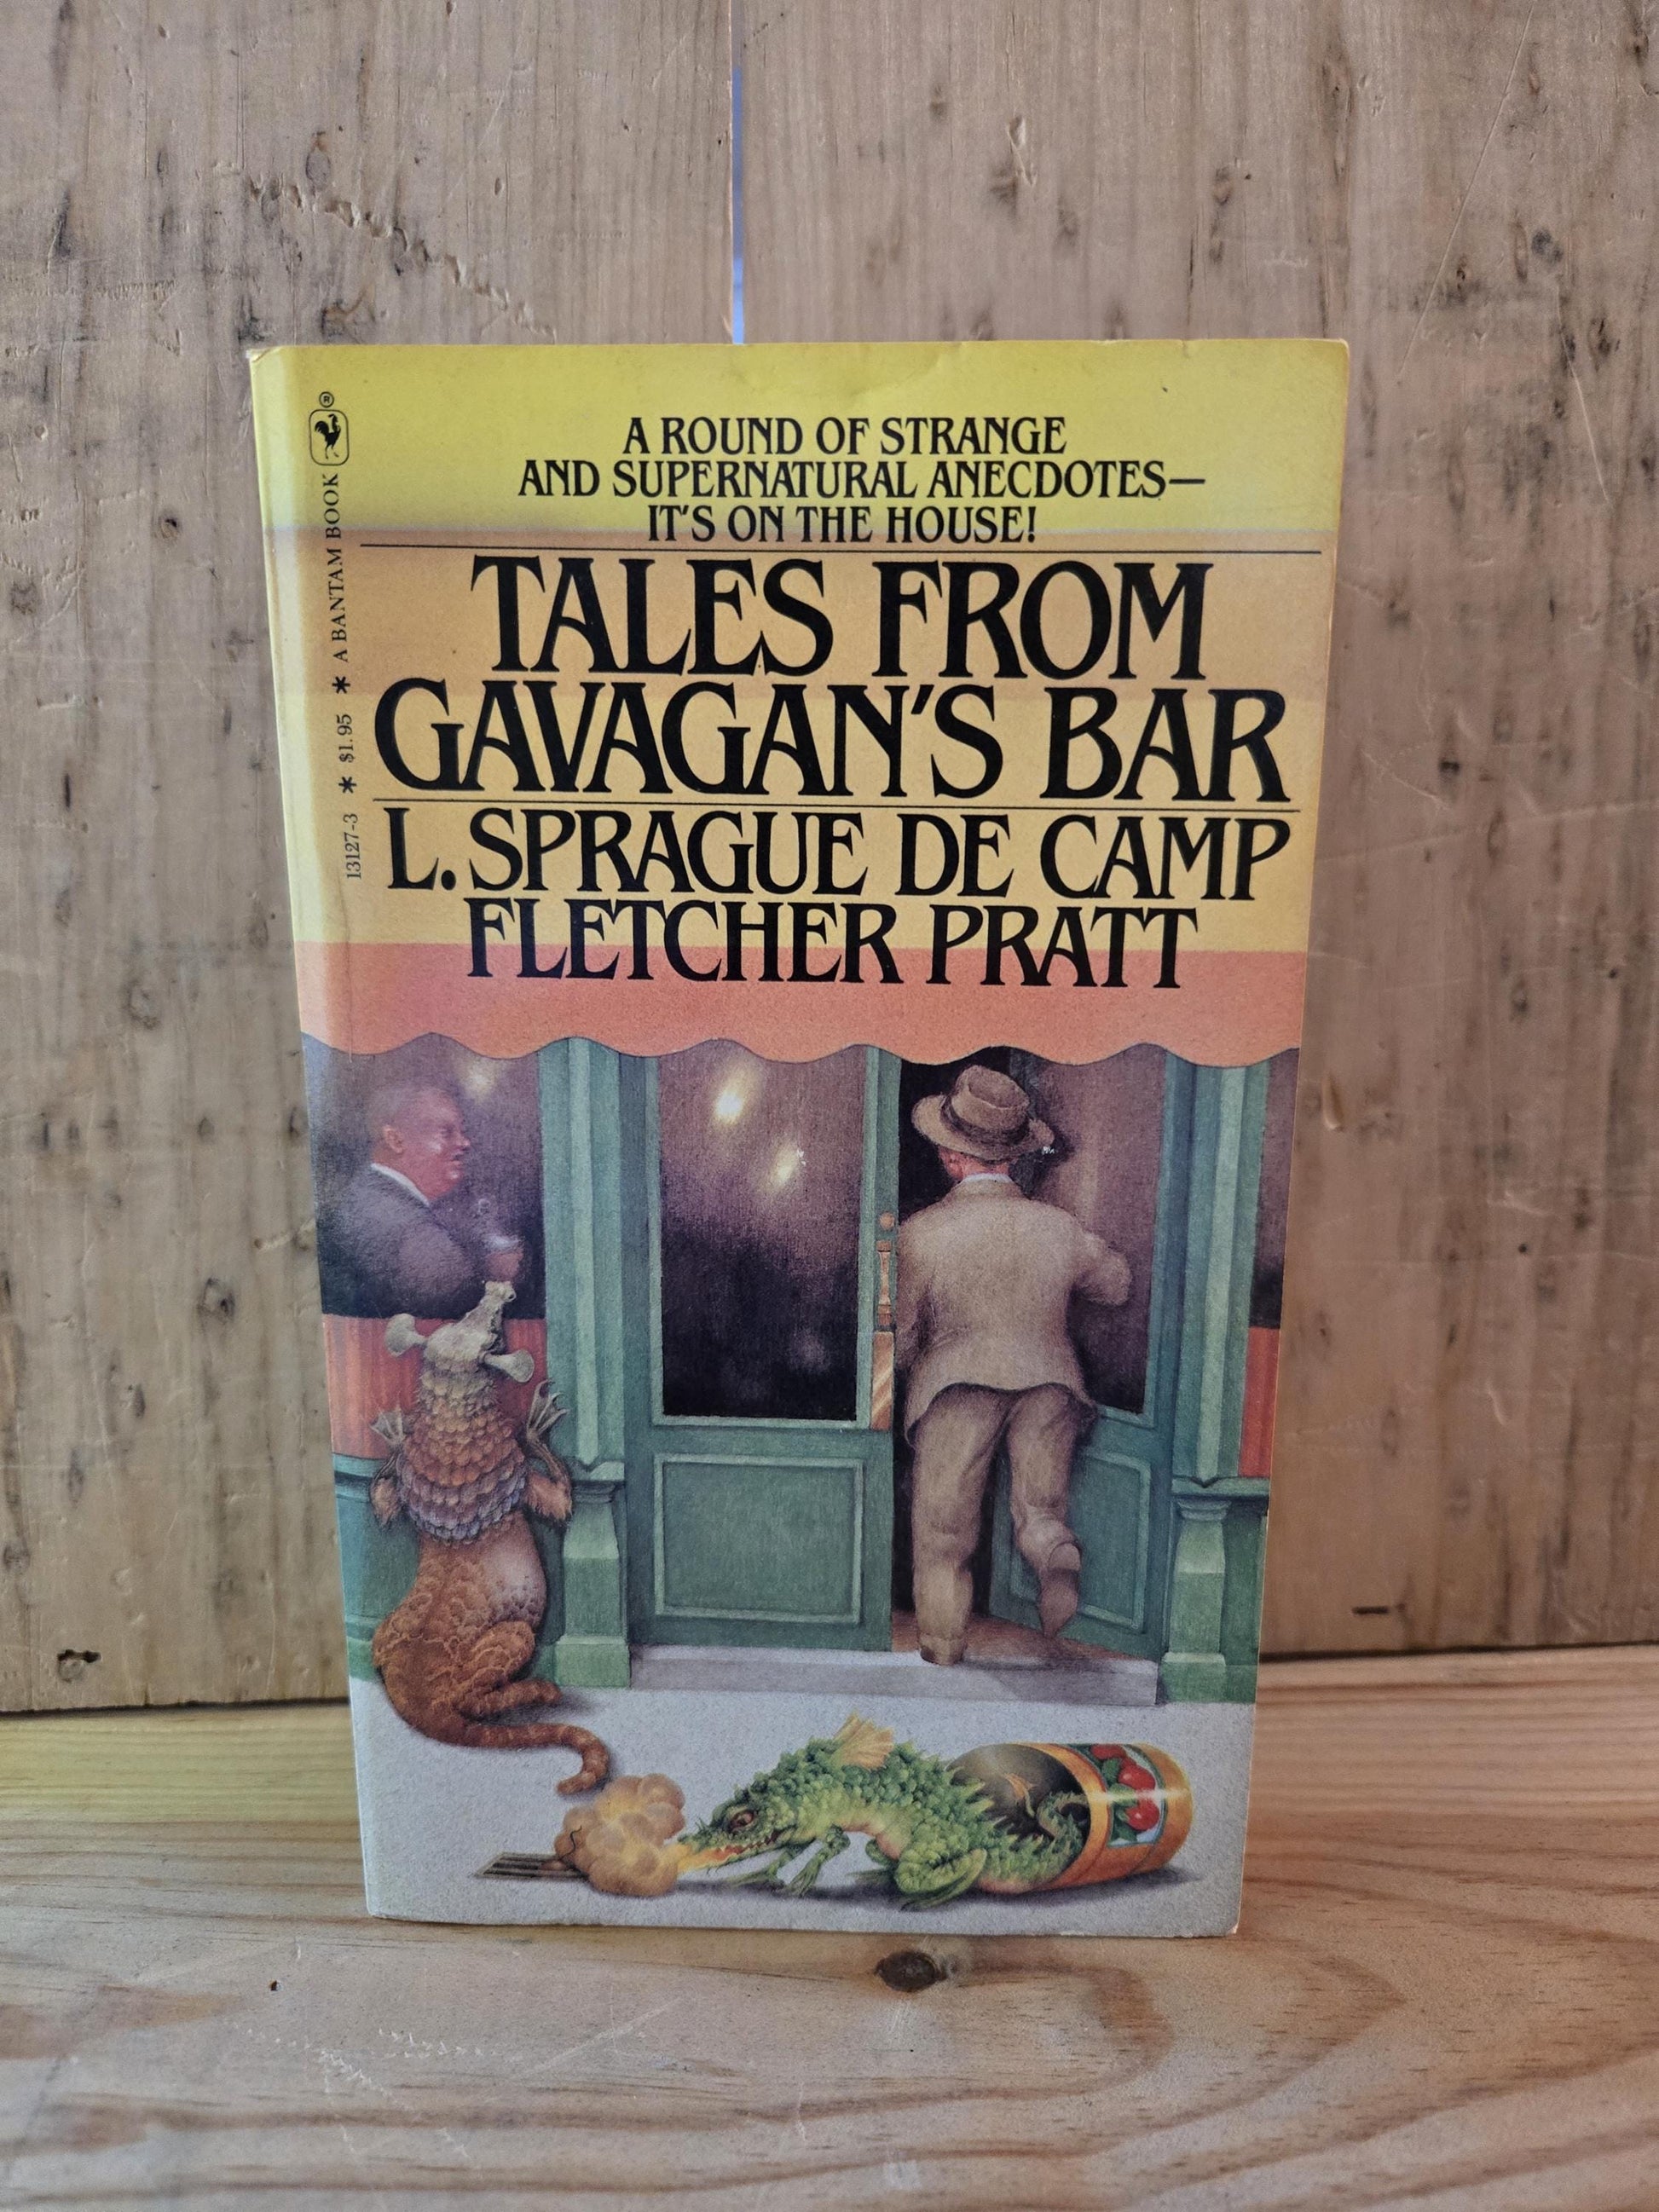 A ROUND OF STRANGE
AND SUPERNATURAL ANECDOTES—
IT'S ON THE HOUSE!
TALES FROM
GAVAGAN'S BAR
L. SPRAGUE DE CAMP
FLETCHER PRATT
13127-3 * $1.95 * A BANTAM BOOK ®